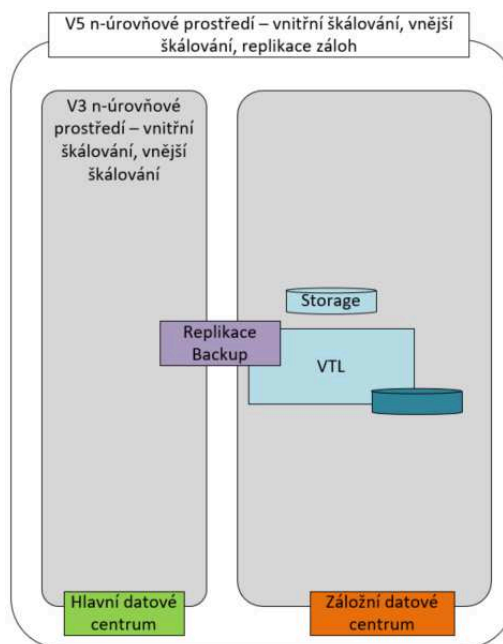 V5 n-úrovňové prostředí – vnitřní škálování, vnější
škálování, replikace záloh
V3 n-úrovňové
prostředí – vnitřní
škálování, vnější
škálování
Storage
Replikace
Backup
VTL
Hlavní datové
centrum
Záložní datové
centrum